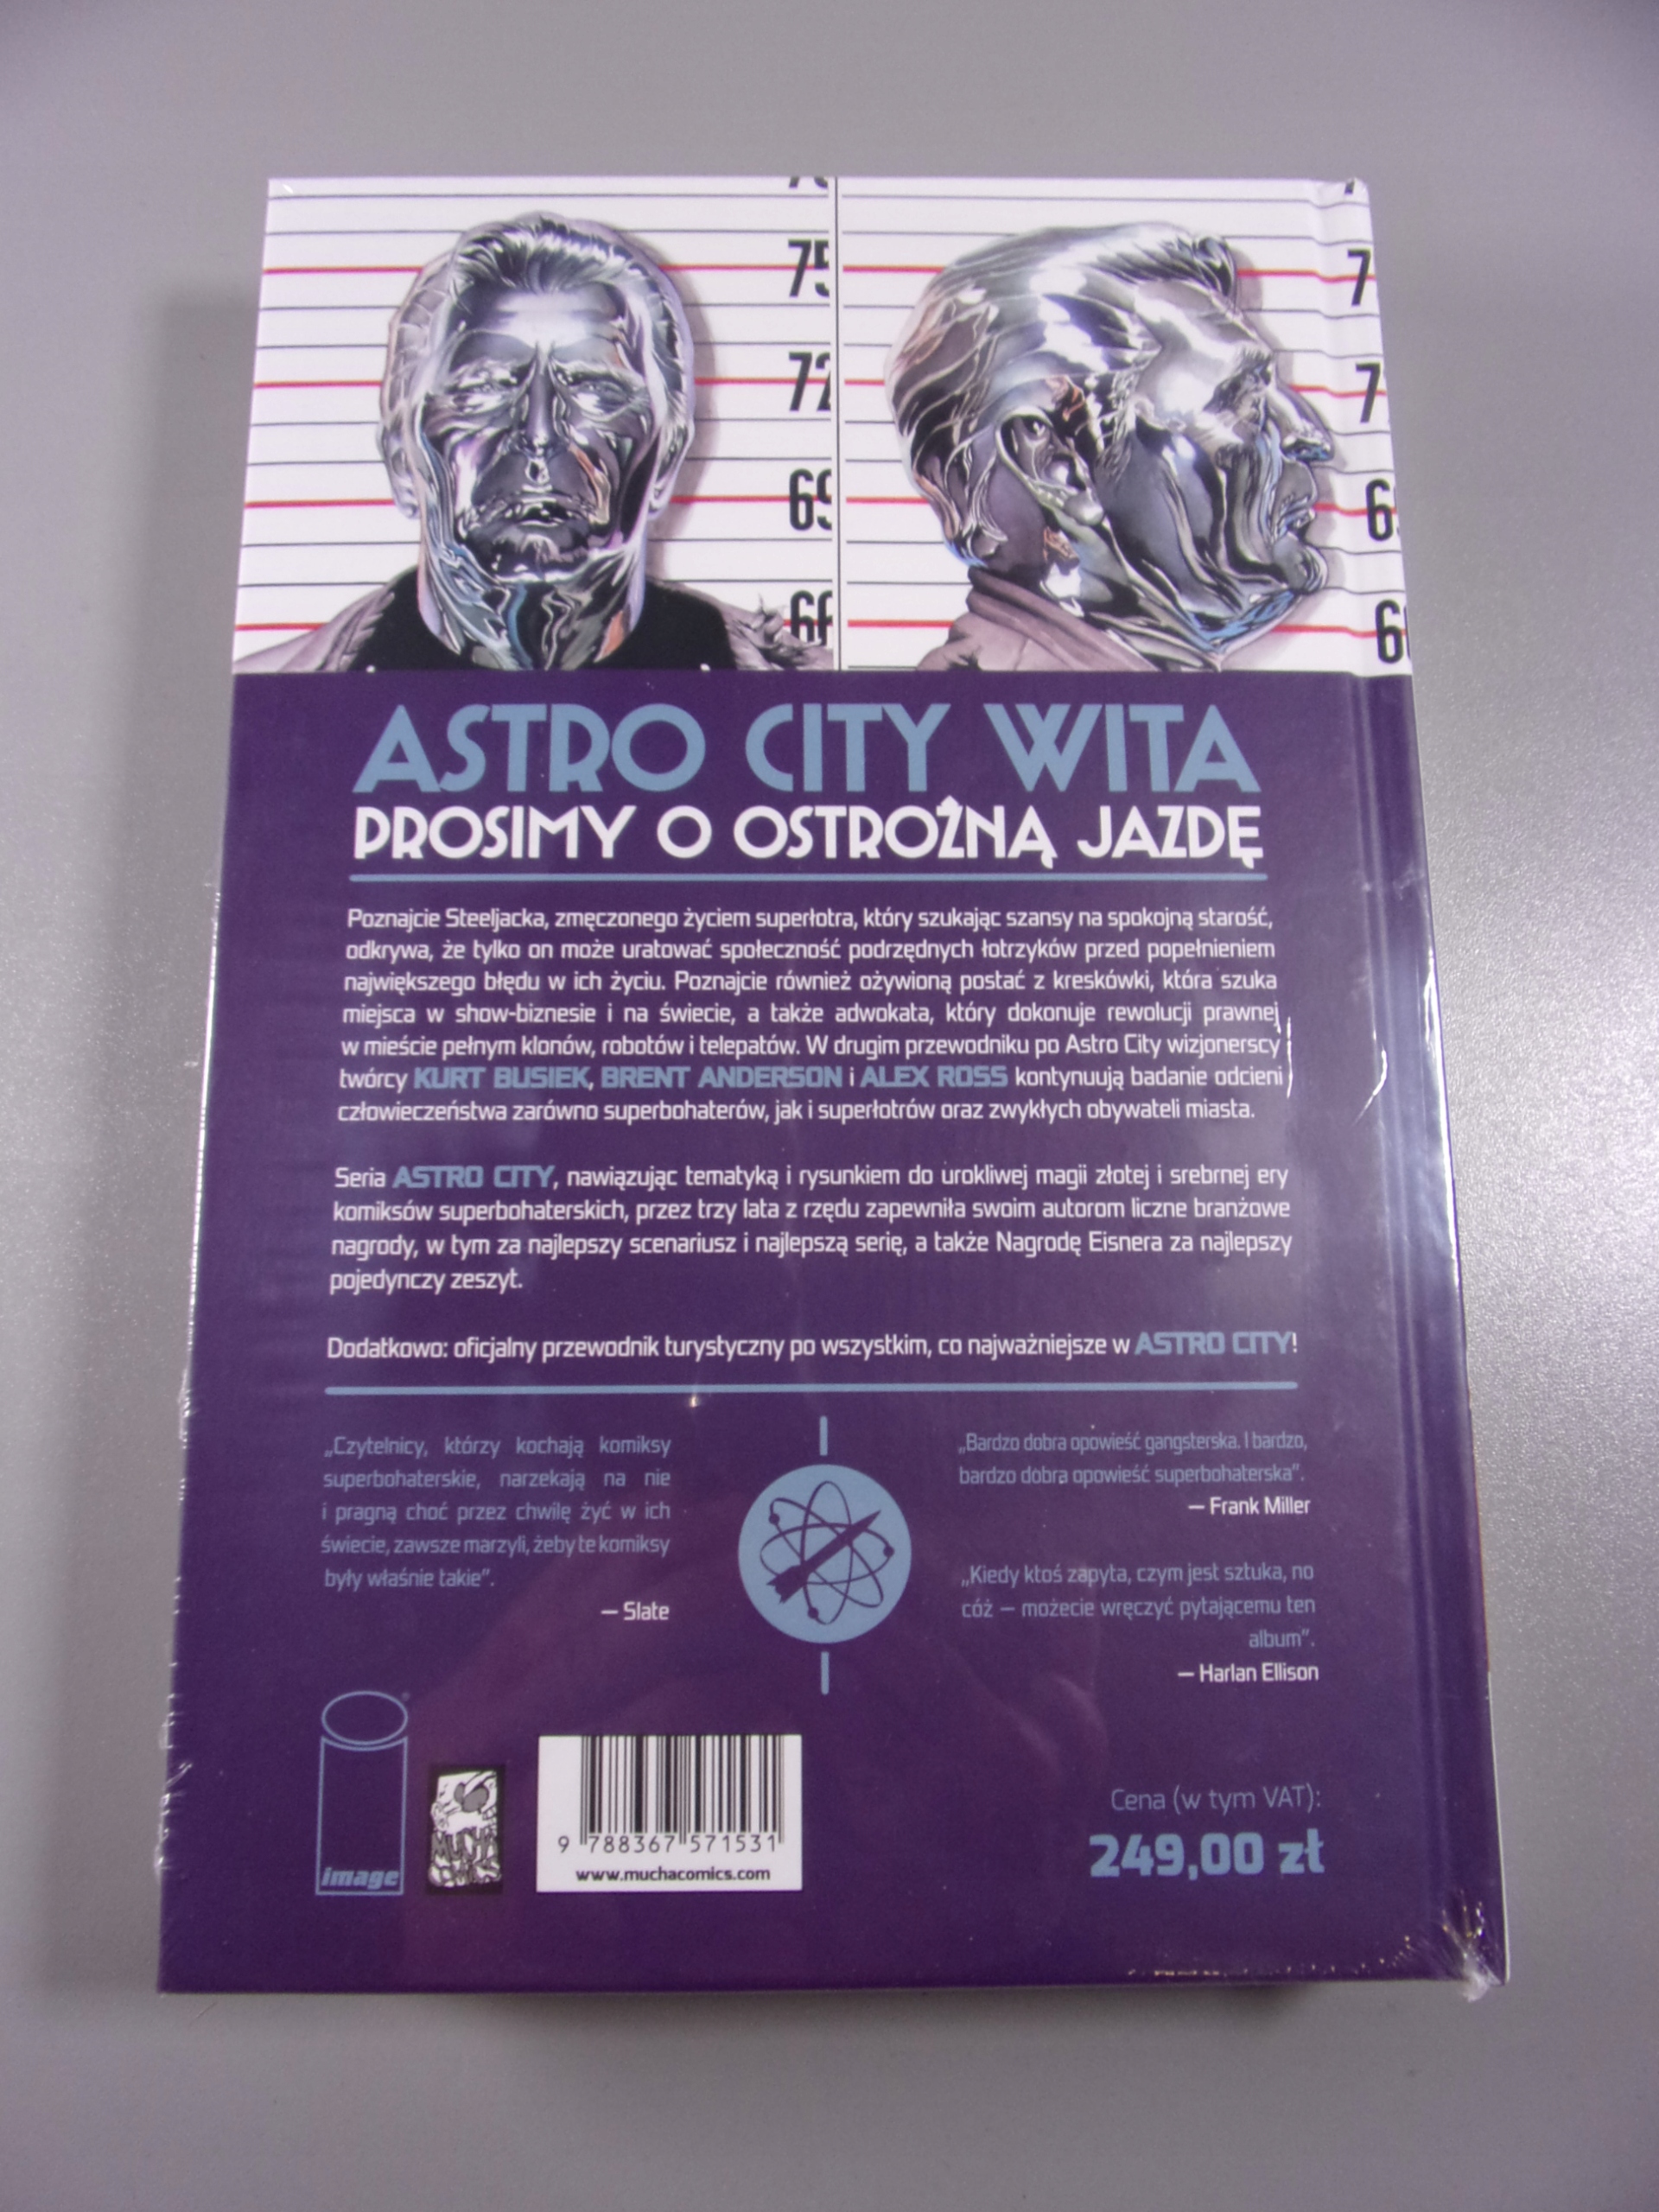 75
72
69
66
7
7
6
6
ASTRO CITY WITA
PROSIMY O OSTROŻNĄ JAZDĘ
Poznajcie Steeljacka, zmęczonego życiem superłotra, który szukając szansy na spokojną starość,
odkrywa, że tylko on może uratować społeczność podrzędnych łotrzyków przed popełnieniem
największego błędu w ich życiu. Poznajcie również ożywioną postać z kreskówki, która szuka
miejsca w show-biznesie i na świecie, a także adwokata, który dokonuje rewolucji prawnej
w mieście pełnym klonów, robotów i telepatów. W drugim przewodniku po Astro City wizjonerscy
twórcy KURT BUSIEK, BRENT ANDERSON i ALEX ROSS kontynuują badanie odcieni
człowieczeństwa zarówno superbohaterów, jak i superłotrów oraz zwykłych obywateli miasta.
Seria ASTRO CITY, nawiązując tematyką i rysunkiem do urokliwej magii złotej i srebrnej ery
komiksów superbohaterskich, przez trzy lata z rzędu zapewniła swoim autorom liczne branżowe
nagrody, w tym za najlepszy scenariusz i najlepszą serię, a także Nagrodę Eisnera za najlepszy
pojedynczy zeszyt.
Dodatkowo: oficjalny przewodnik turystyczny po wszystkim, co najważniejsze w ASTRO CITY!
„Czytelnicy, którzy kochają komiksy
superbohaterskie, narzekają na nie
i pragną choć przez chwilę żyć w ich
świecie, zawsze marzyli, żeby te komiksy
były właśnie takie”.
— Slate
„Bardzo dobra opowieść gangsterska. I bardzo,
bardzo dobra opowieść superbohaterska”.
— Frank Miller
„Kiedy ktoś zapyta, czym jest sztuka, no
cóż — możecie wręczyć pytającemu ten
album”.
— Harlan Ellison
image
MUCHA
9 788367 571531
www.muchacomics.com
Cena (w tym VAT):
249,00 zł